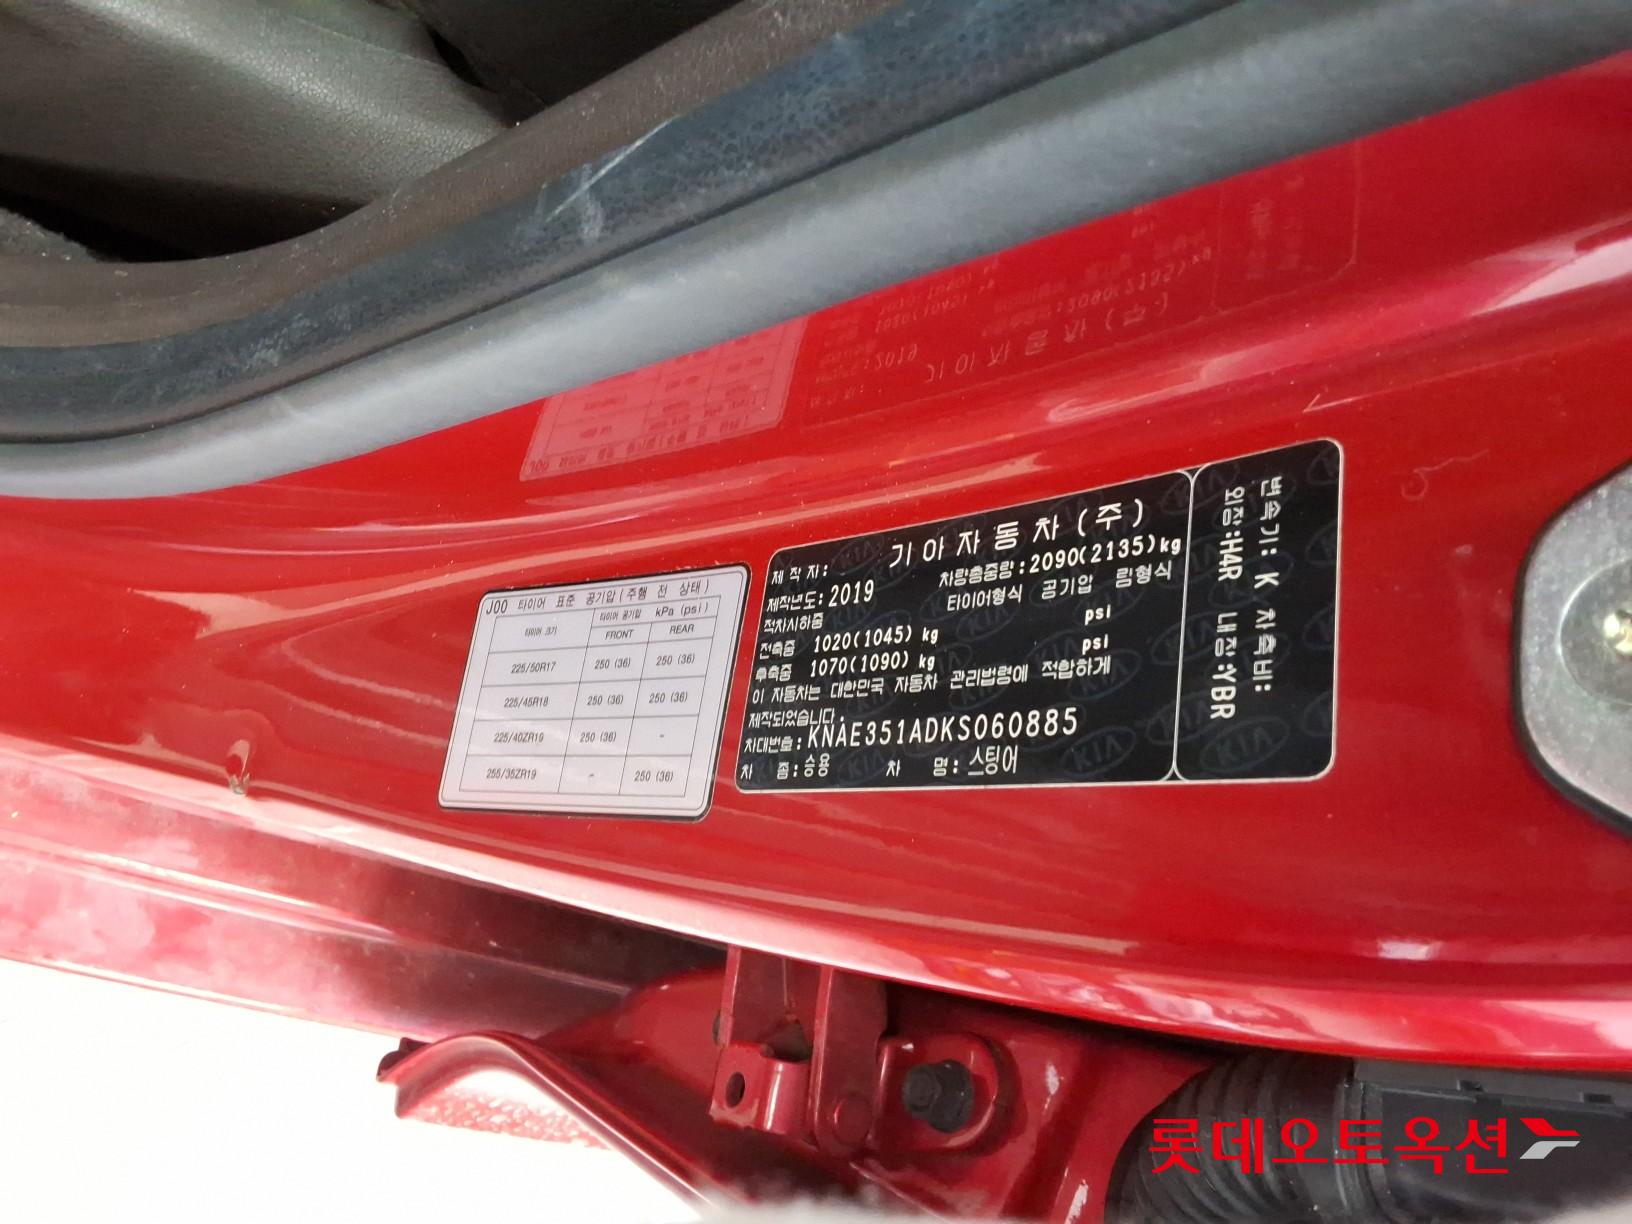 J00 타이어 표준 공기압(주행 전 상태)
타이어 크기 타이어 공기압 kPa (psi)
FRONT REAR
225/50R17 250 (36) 250 (36)
225/45R18 250 (36) 250 (36)
225/40ZR19 250 (36) -
255/35ZR19 - 250 (36)
제작자: 기아자동차(주)
제작년도:2019 차량총중량:2090(2135)kg
적차시하중 타이어형식 공기압 림형식
전축중 1020(1045) kg psi
후축중 1070(1090) kg psi
이 자동차는 대한민국 자동차 관리법령에 적합하게
제작되었습니다.
차대번호:KNAE351ADKS060885
차 종:승용 차 명:스팅어
변속기: K 차축비:
외장:H4R 내장:YBR
KIA
롯데오토옥션